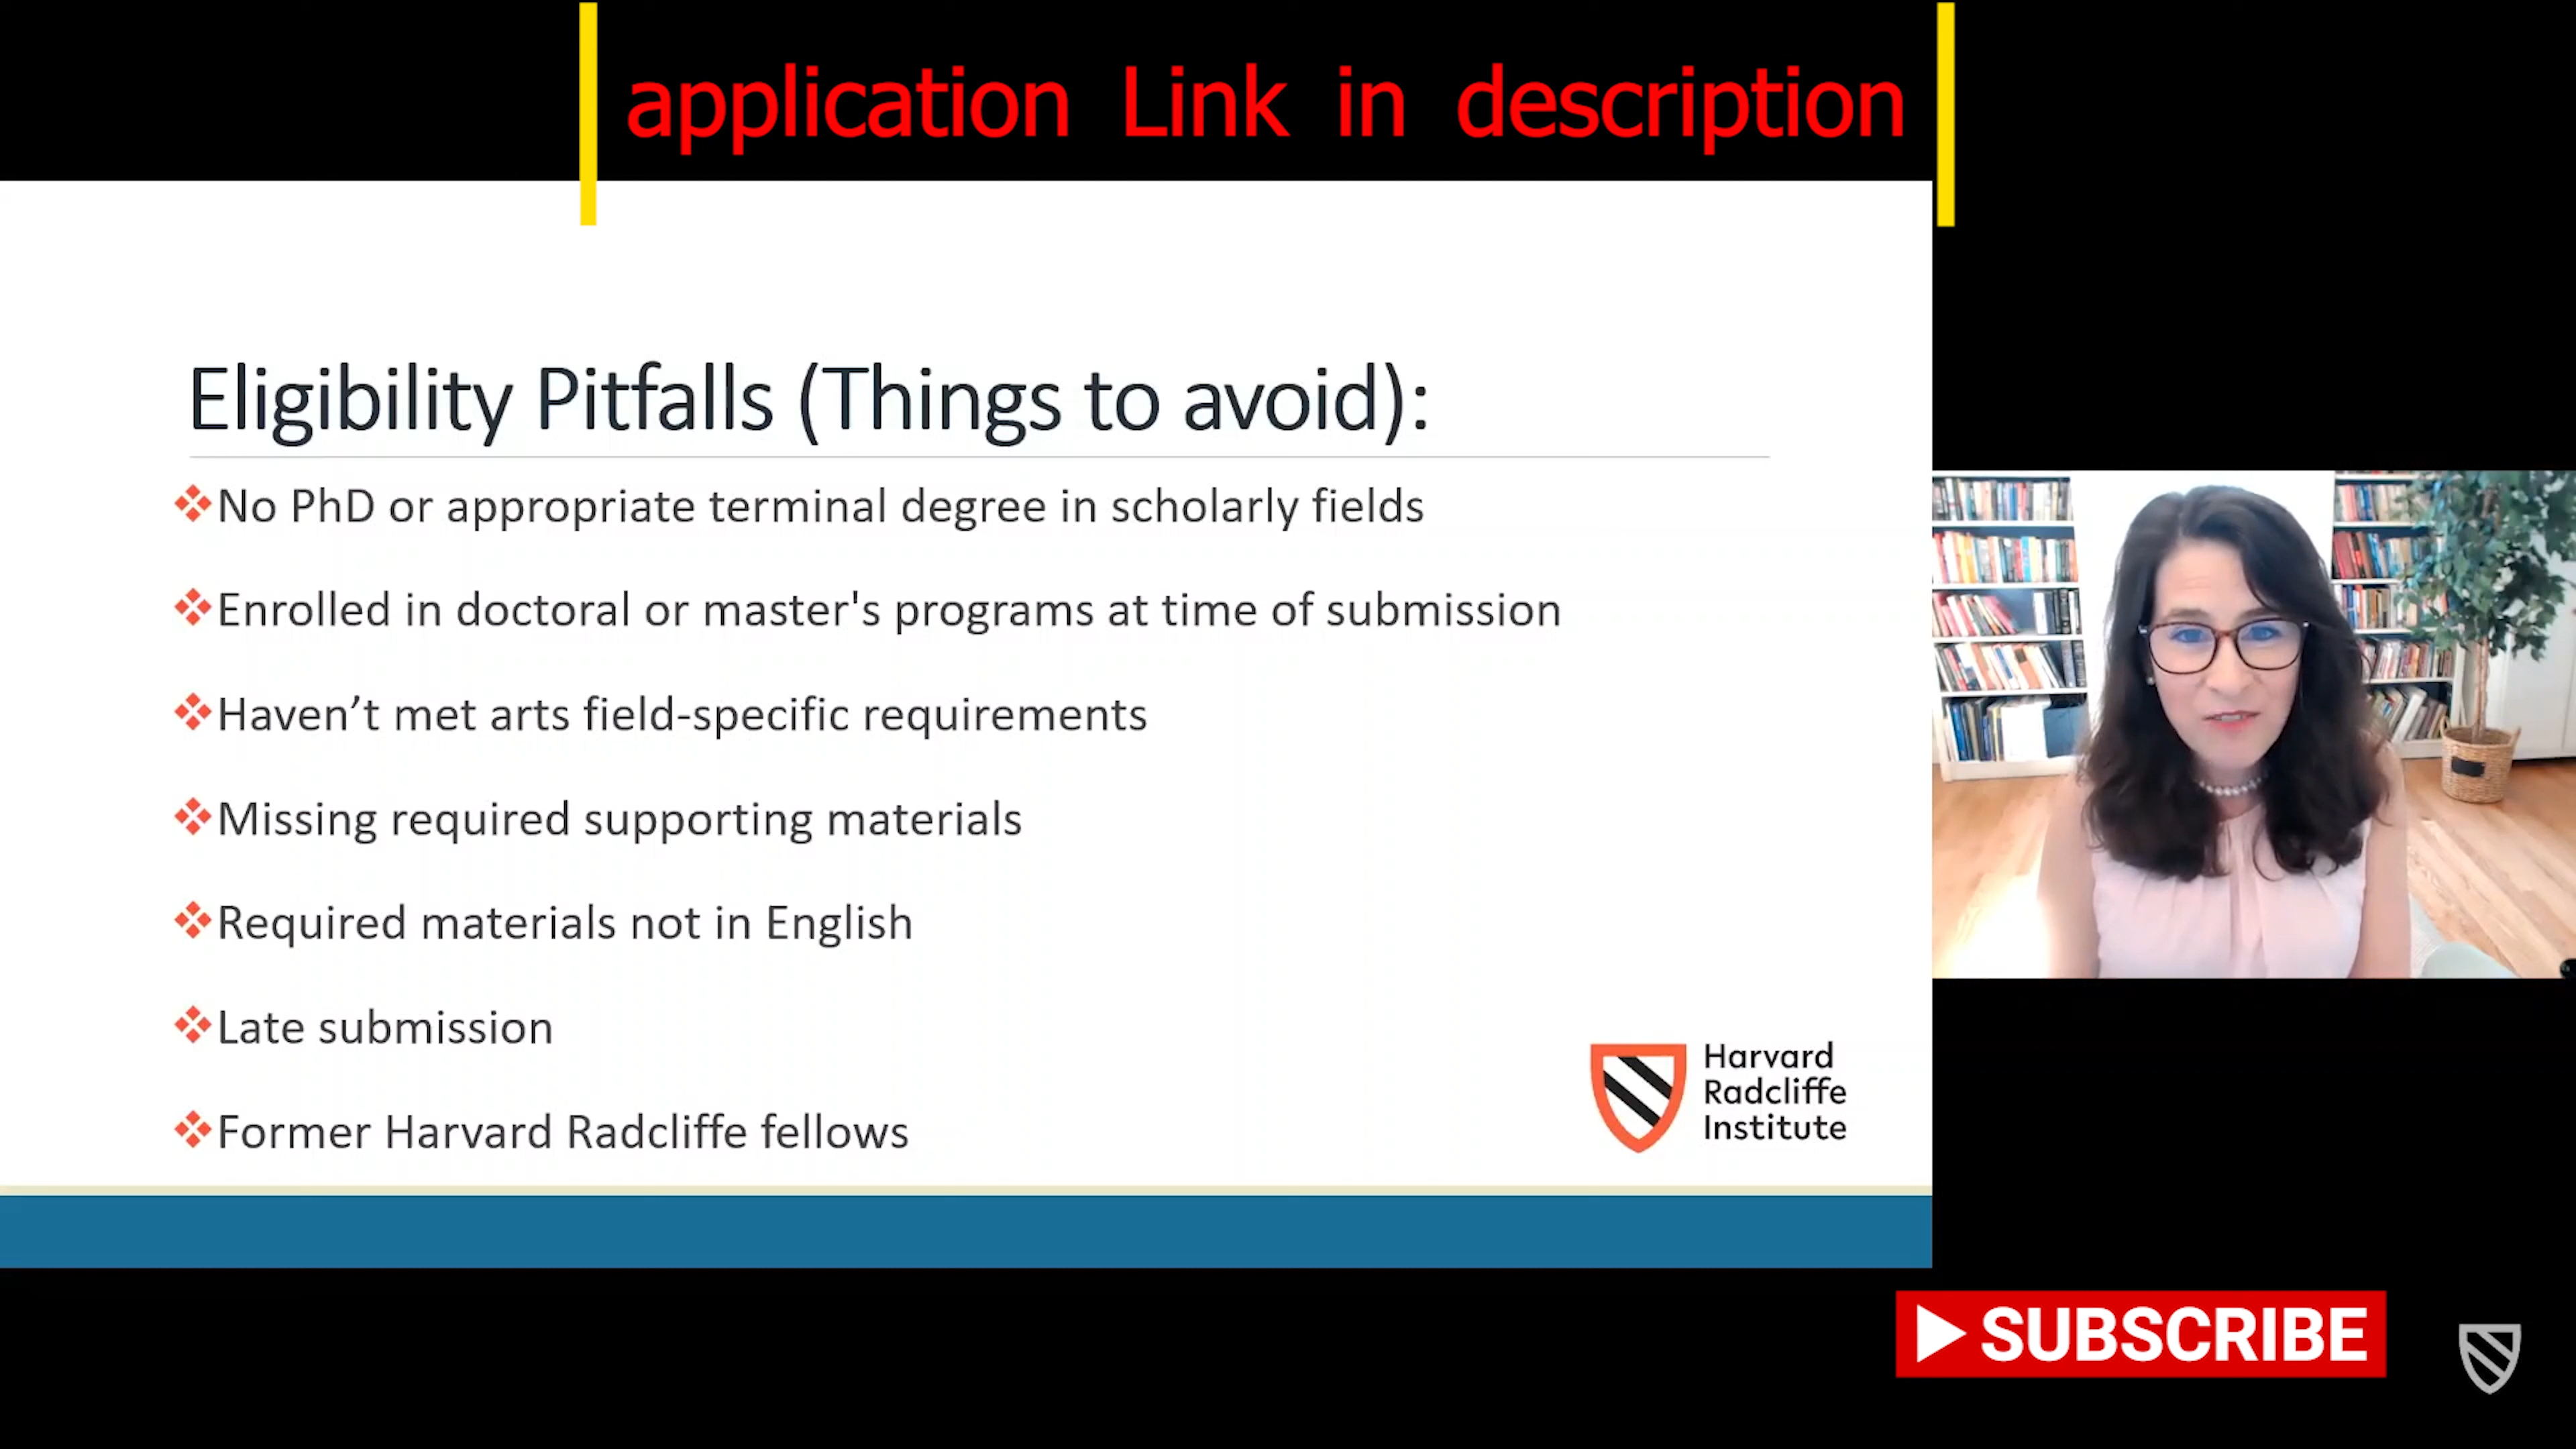 application Link in description
Eligibility Pitfalls (Things to avoid):
❖No PhD or appropriate terminal degree in scholarly fields
❖Enrolled in doctoral or master's programs at time of submission
❖Haven’t met arts field-specific requirements
❖Missing required supporting materials
❖Required materials not in English
❖Late submission
❖Former Harvard Radcliffe fellows
Harvard
Radcliffe
Institute
SUBSCRIBE